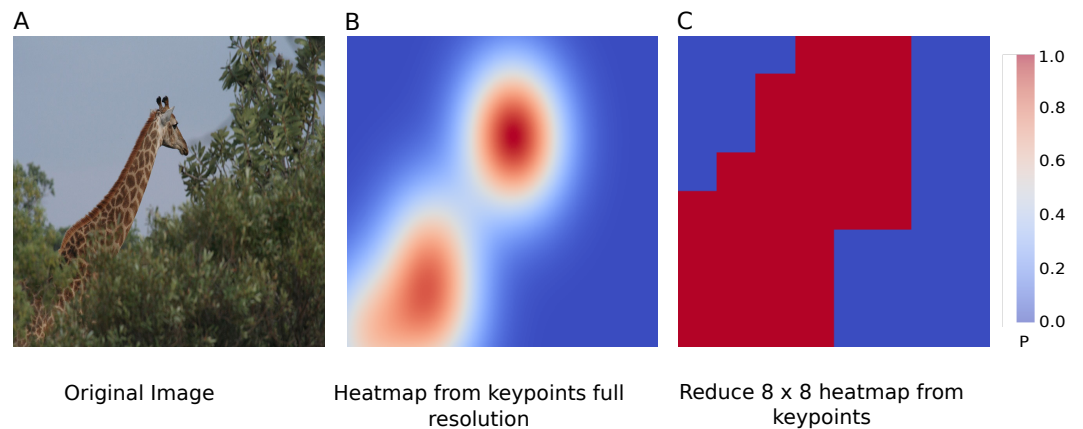 A
B
C
1.0
0.8
0.6
0.4
0.2
0.0
P
Original Image
Heatmap from keypoints full
resolution
Reduce 8 x 8 heatmap from
keypoints